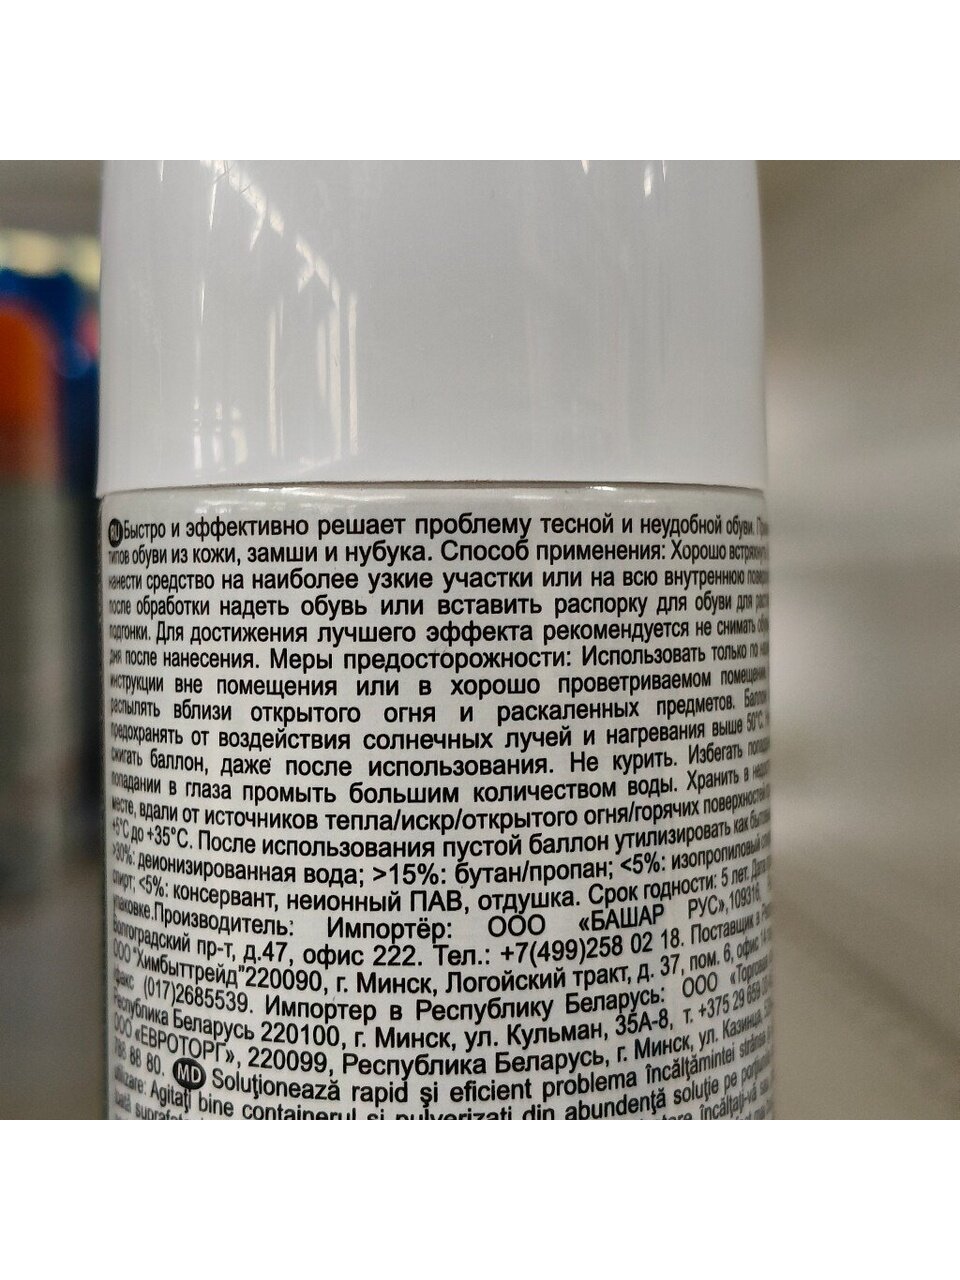 RU Быстро и эффективно решает проблему тесной и неудобной обуви.
типов обуви из кожи, замши и нубука. Способ применения: Хорошо встряхнуть
нанести средство на наиболее узкие участки или на всю внутреннюю
после обработки надеть обувь или вставить распорку для обуви для
подгонки. Для достижения лучшего эффекта рекомендуется не снимать
дня после нанесения. Меры предосторожности: Использовать только по
инструкции вне помещения или в хорошо проветриваемом помещении.
распылять вблизи открытого огня и раскаленных предметов. Баллон
предохранять от воздействия солнечных лучей и нагревания выше 50°С.
сжигать баллон, даже после использования. Не курить. Избегать
попадании в глаза промыть большим количеством воды. Хранить в
месте, вдали от источников тепла/искр/открытого огня/горячих поверхностей
+5°С до +35°С. После использования пустой баллон утилизировать как
>30%: деионизированная вода; >15%: бутан/пропан; <5%: изопропиловый
спирт; <5%: консервант, неионный ПАВ, отдушка. Срок годности: 5 лет. Дата
упаковке.Производитель: Импортёр: ООО «БАШАР РУС»,109316,
Волгоградский пр-т, д.47, офис 222. Тел.: +7(499)258 02 18. Поставщик в
ООО"Химбыттрейд"220090, г. Минск, Логойский тракт, д. 37, пом. 6, офис
факс (017)2685539. Импортер в Республику Беларусь: ООО «Торговая
Республика Беларусь 220100, г. Минск, ул. Кульман, 35А-8, т. +375 29
ООО «ЕВРОТОРГ», 220099, Республика Беларусь, г. Минск, ул. Казинца,
88 80. MD Soluţionează rapid şi eficient problema încălţămintei
utilizare: Agitaţi bine containerul şi pulverizaţi din abundenţă soluţie pe
încălţaţi-vă